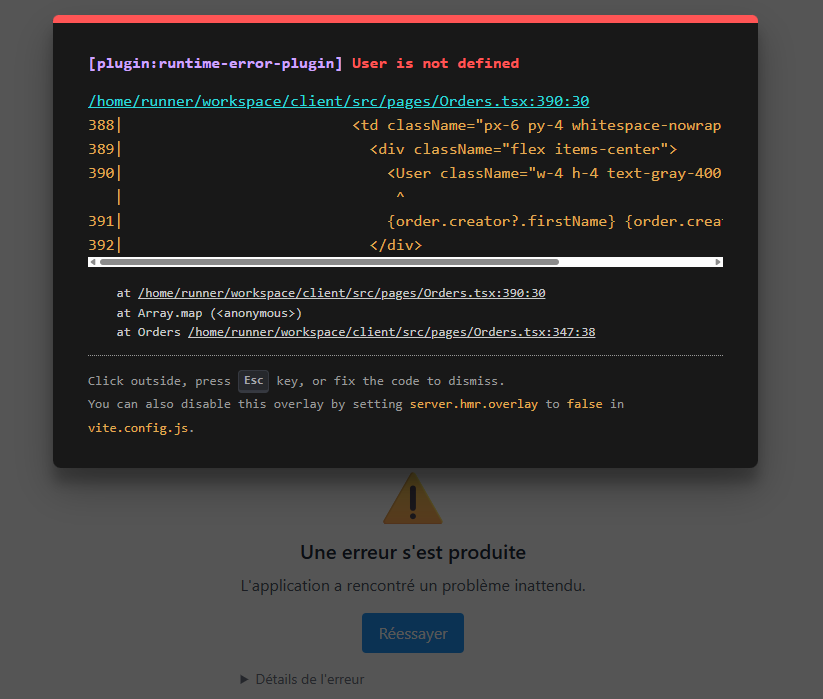 [plugin:runtime-error-plugin] User is not defined
/home/runner/workspace/client/src/pages/Orders.tsx:390:30
388| <td className="px-6 py-4 whitespace-nowrap
389| <div className="flex items-center">
390| <User className="w-4 h-4 text-gray-400
| ^
391| {order.creator?.firstName} {order.crea
392| </div>
at /home/runner/workspace/client/src/pages/Orders.tsx:390:30
at Array.map (<anonymous>)
at Orders /home/runner/workspace/client/src/pages/Orders.tsx:347:38
Click outside, press Esc key, or fix the code to dismiss.
You can also disable this overlay by setting server.hmr.overlay to false in
vite.config.js.
Une erreur s'est produite
L'application a rencontré un problème inattendu.
Réessayer
▶ Détails de l'erreur